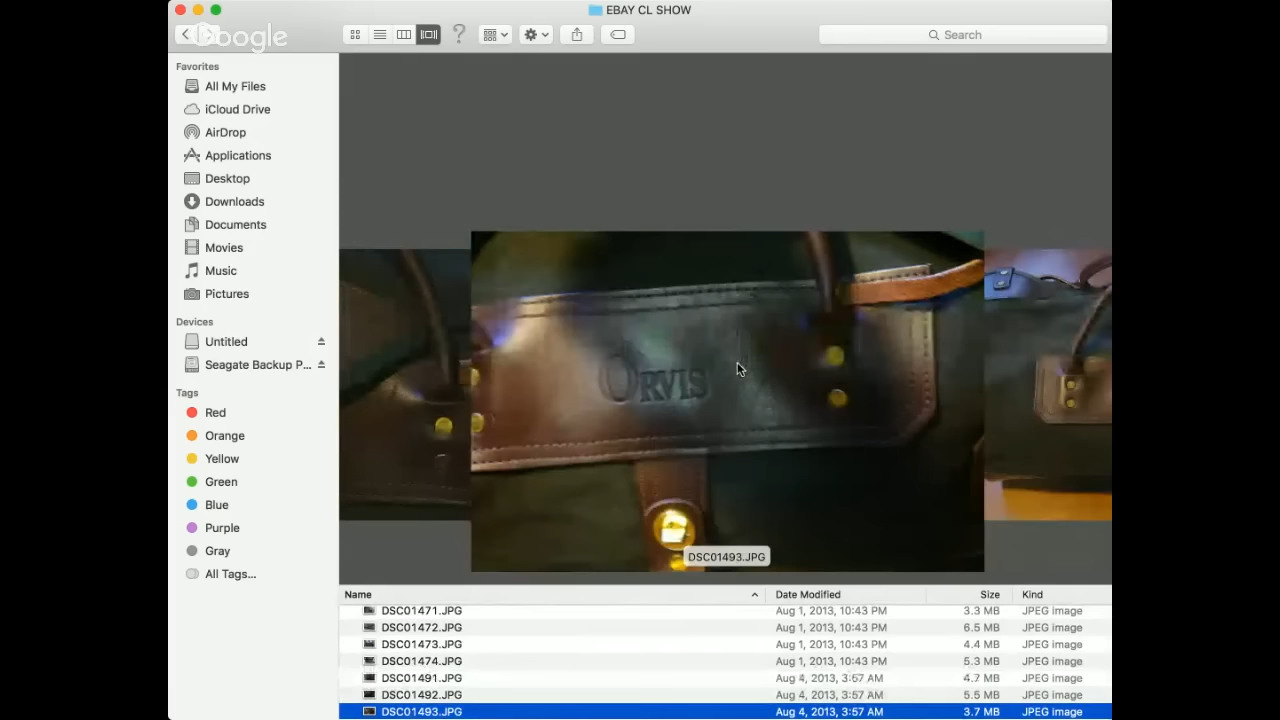 EBAY CL SHOW
Google
Search
Favorites
All My Files
iCloud Drive
AirDrop
Applications
Desktop
Downloads
Documents
Movies
Music
Pictures
Devices
Untitled
Seagate Backup P...
Tags
Red
Orange
Yellow
Green
Blue
Purple
Gray
All Tags...
ORVIS
DSC01493.JPG
Name Date Modified Size Kind
DSC01471.JPG Aug 1, 2013, 10:43 PM 3.3 MB JPEG image
DSC01472.JPG Aug 1, 2013, 10:43 PM 6.5 MB JPEG image
DSC01473.JPG Aug 1, 2013, 10:43 PM 4.4 MB JPEG image
DSC01474.JPG Aug 1, 2013, 10:43 PM 5.3 MB JPEG image
DSC01491.JPG Aug 4, 2013, 3:57 AM 4.7 MB JPEG image
DSC01492.JPG Aug 4, 2013, 3:57 AM 5.5 MB JPEG image
DSC01493.JPG Aug 4, 2013, 3:57 AM 3.7 MB JPEG image